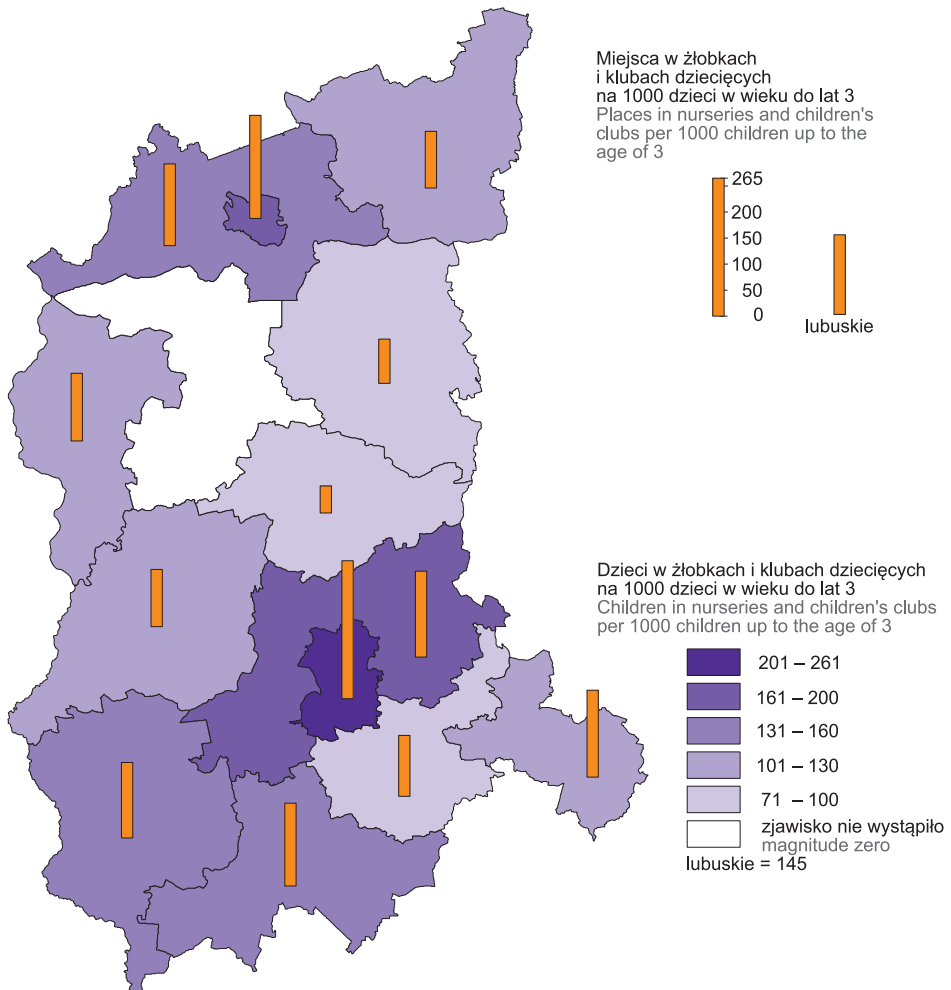 Miejsca w żłobkach
i klubach dziecięcych
na 1000 dzieci w wieku do lat 3
Places in nurseries and children's
clubs per 1000 children up to the
age of 3
265
200
150
100
50
0
lubuskie
Dzieci w żłobkach i klubach dziecięcych
na 1000 dzieci w wieku do lat 3
Children in nurseries and children's clubs
per 1000 children up to the age of 3
201 – 261
161 – 200
131 – 160
101 – 130
71 – 100
zjawisko nie wystąpiło
magnitude zero
lubuskie = 145